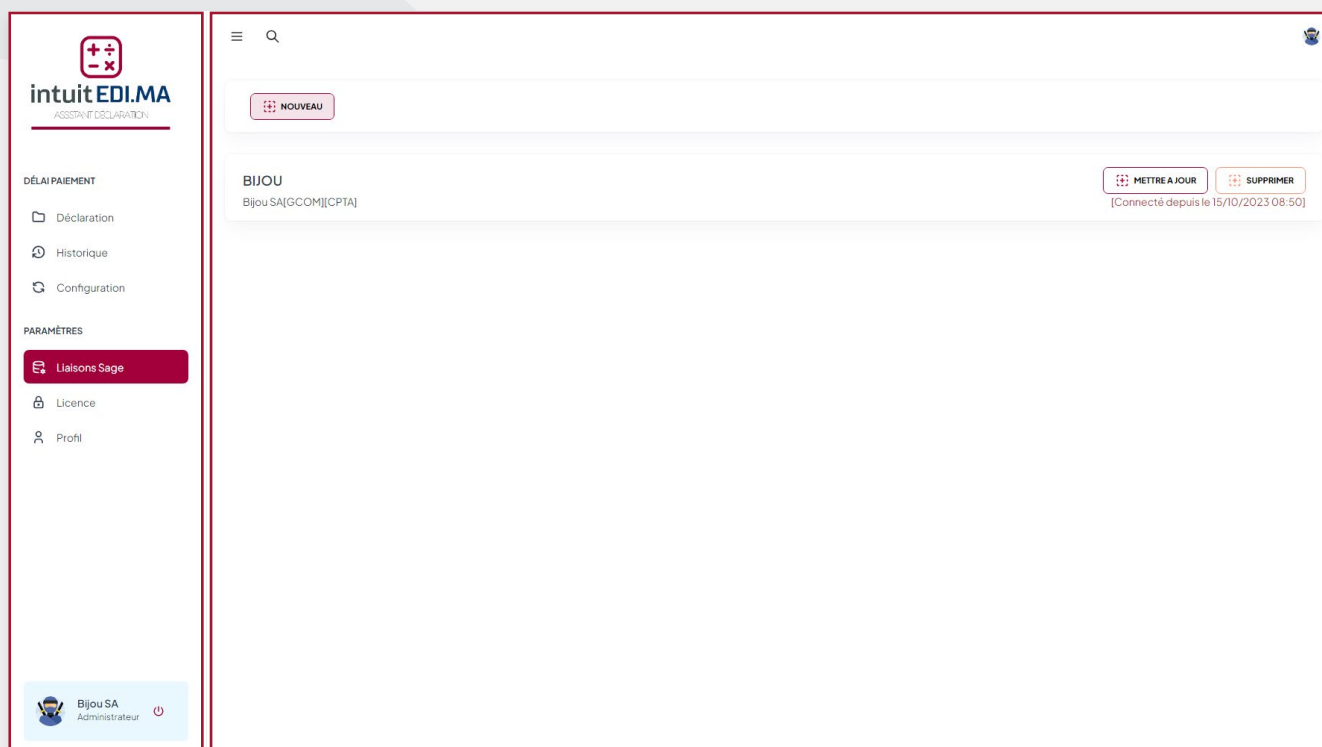 intuit EDI.MA
ASSISTANT DÉCLARATION
DÉLAI PAIEMENT
Déclaration
Historique
Configuration
PARAMÈTRES
Liaisons Sage
Licence
Profil
Bijou SA
Administrateur
NOUVEAU
BIJOU
Bijou SA[GCOM][CPTA]
METTRE A JOUR
SUPPRIMER
[Connecté depuis le 15/10/2023 08:50]